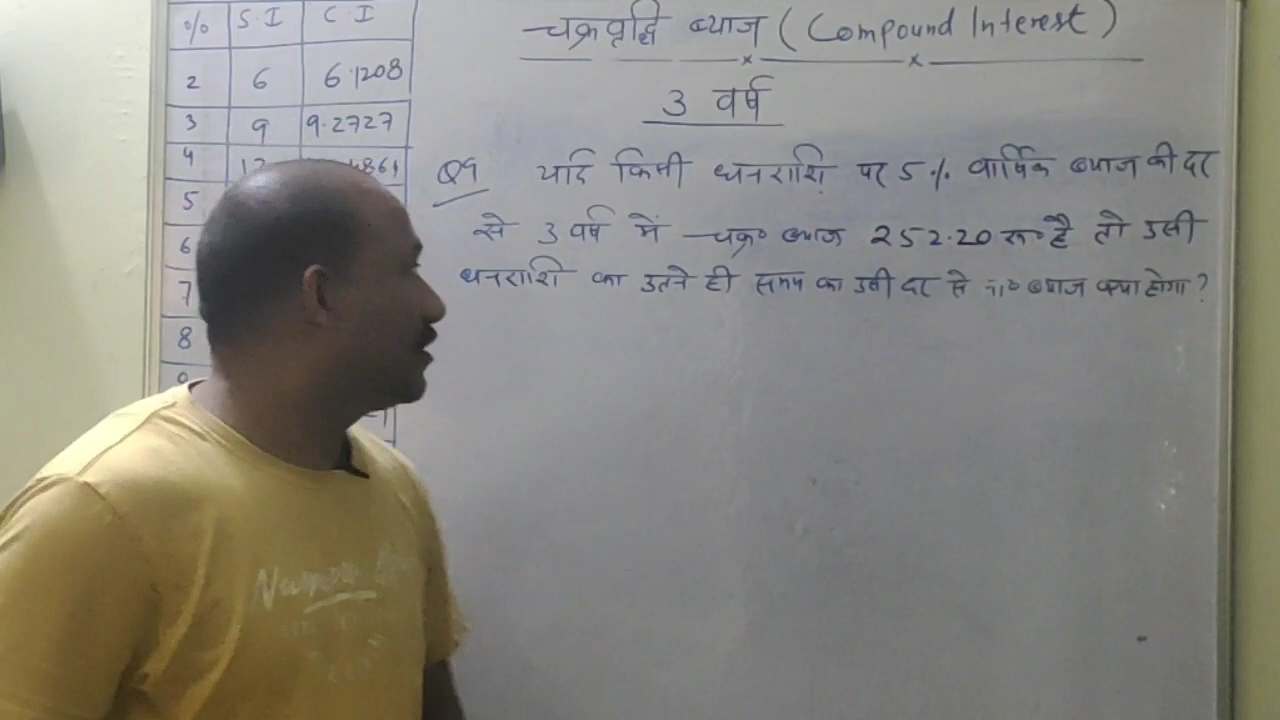 % S.I C.I
2 6 6.1208
3 9 9.2727
4
5
6
7
8
चक्रवृद्धि ब्याज (Compound Interest)
3 वर्ष
यदि किसी धनराशि पर 5% वार्षिक ब्याज की दर
से 3 वर्ष में चक्र० ब्याज 252.20 रू० है तो उसी
धनराशि का उतने ही समय का उसी दर से सा० ब्याज क्या होगा?